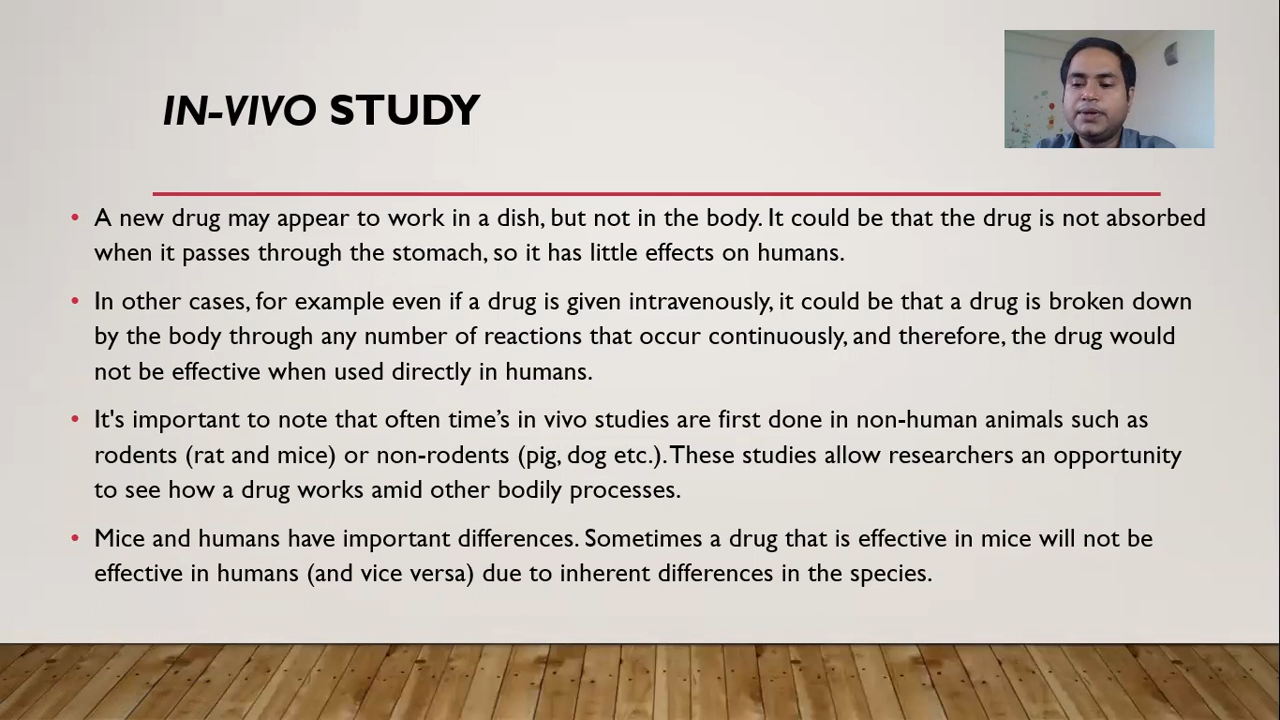 IN-VIVO STUDY
• A new drug may appear to work in a dish, but not in the body. It could be that the drug is not absorbed
when it passes through the stomach, so it has little effects on humans.
• In other cases, for example even if a drug is given intravenously, it could be that a drug is broken down
by the body through any number of reactions that occur continuously, and therefore, the drug would
not be effective when used directly in humans.
• It's important to note that often time’s in vivo studies are first done in non-human animals such as
rodents (rat and mice) or non-rodents (pig, dog etc.). These studies allow researchers an opportunity
to see how a drug works amid other bodily processes.
• Mice and humans have important differences. Sometimes a drug that is effective in mice will not be
effective in humans (and vice versa) due to inherent differences in the species.